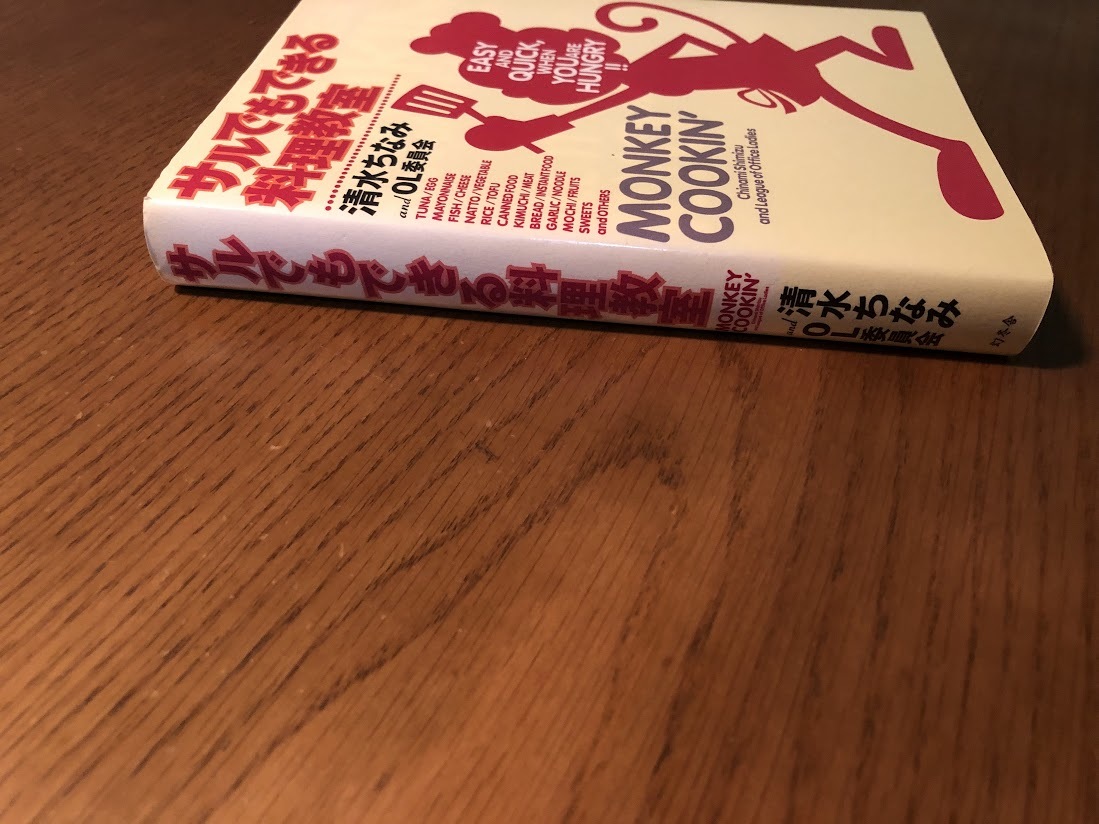 サルでもできる
料理教室
清水ちなみ
and OL委員会
TUNA/EGG
MAYONNAISE
FISH/CHEESE
NATTO/VEGETABLE
RICE/TOFU
CANNED FOOD
KIMUCHI/MEAT
BREAD/INSTANT FOOD
GARLIC/NOODLE
MOCHI/FRUITS
SWEETS
and OTHERS
EASY
AND
QUICK,
WHEN
YOU ARE
HUNGRY
!!
MONKEY
COOKIN'
Chinami Shimizu
and League of Office Ladies
サルでもできる料理教室
MONKEY
COOKIN'
清水ちなみ
and OL委員会
幻冬舎